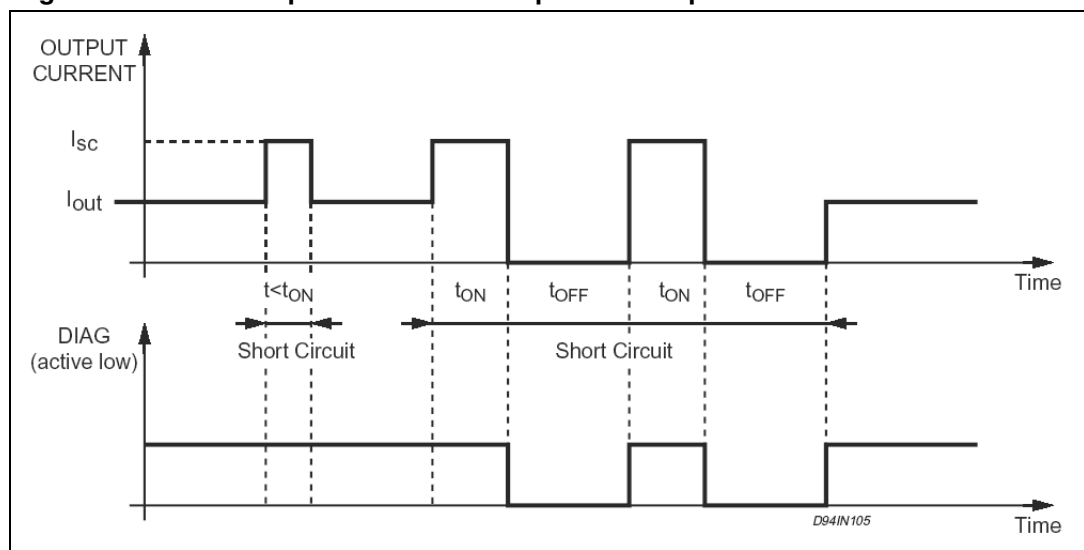 OUTPUT
CURRENT
Isc
Iout
Time
t<tON
tON
tOFF
tON
tOFF
DIAG
(active low)
Short Circuit
Short Circuit
D94IN105
Time